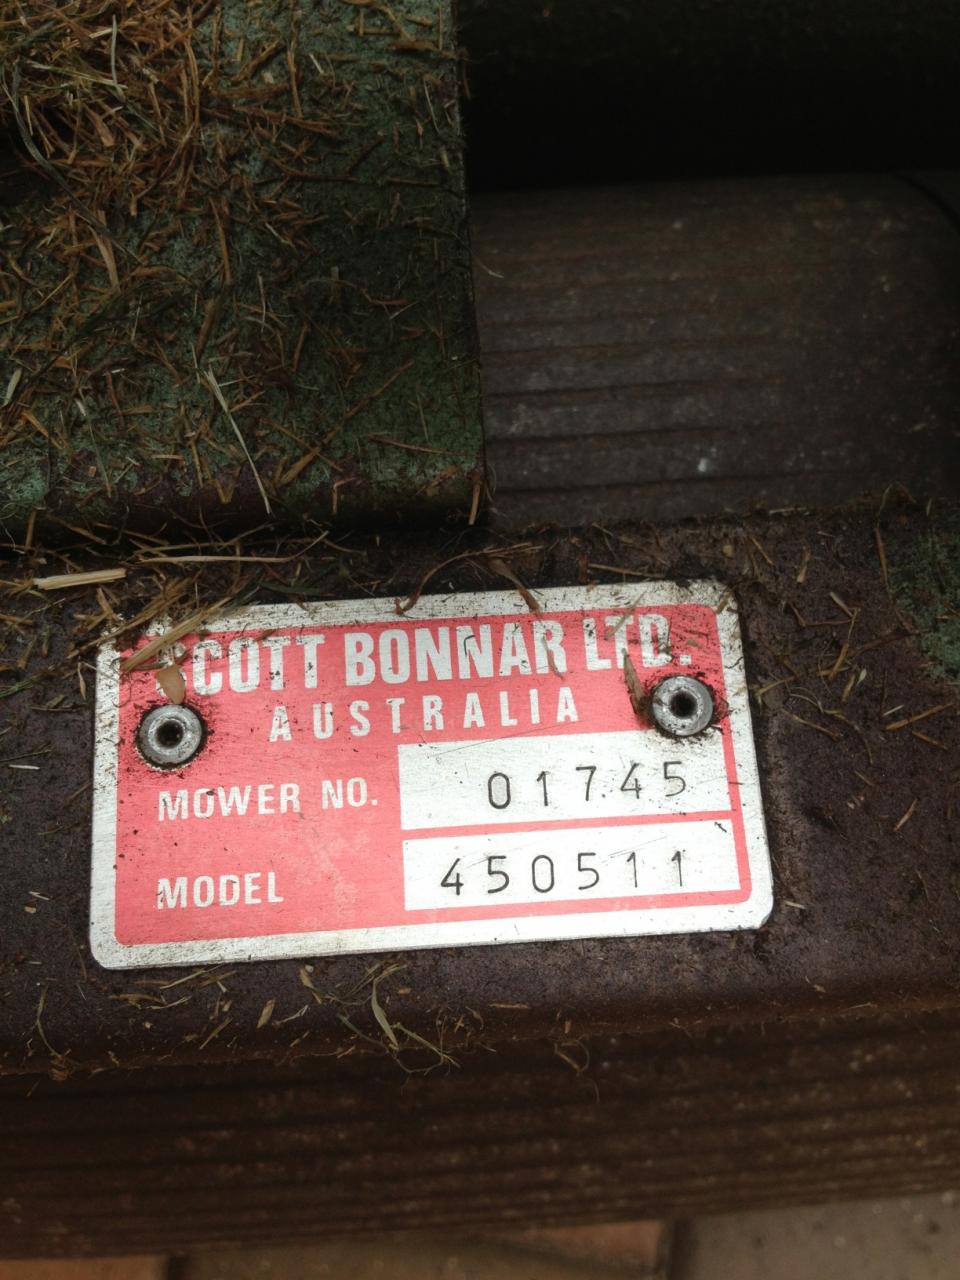 SCOTT BONNAR LTD.
AUSTRALIA
MOWER NO. 01745
MODEL 450511